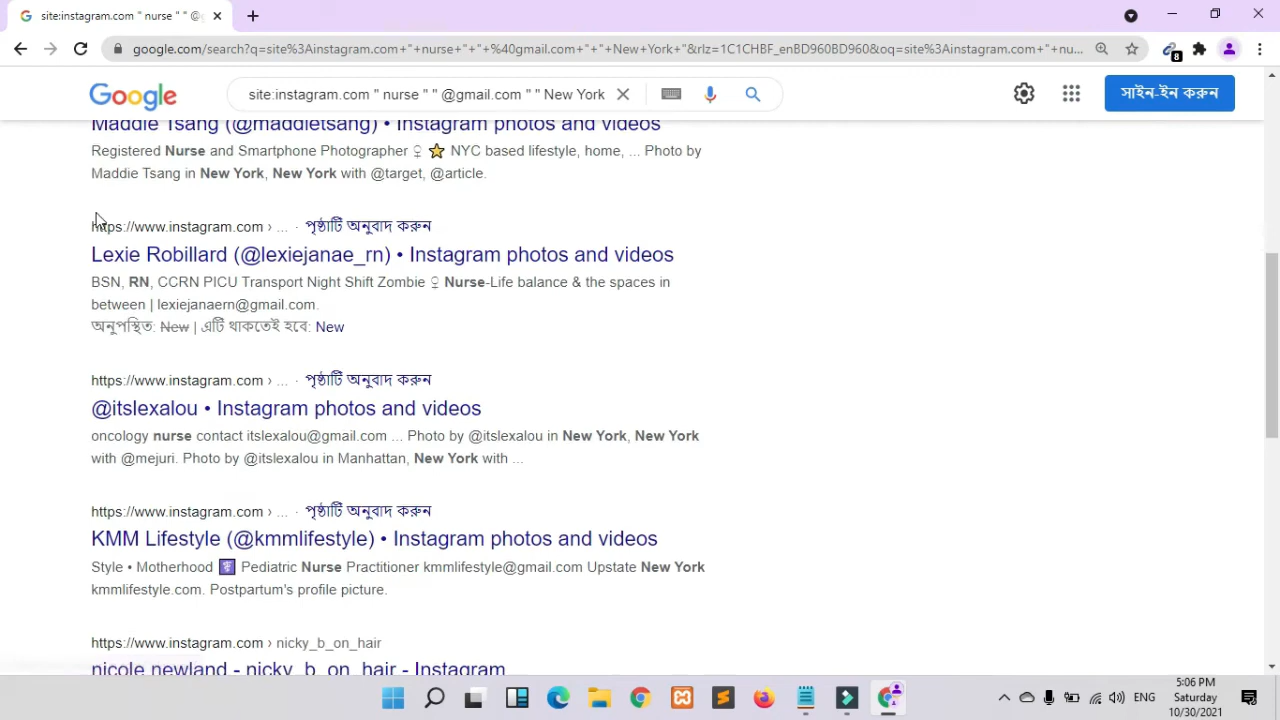 site:instagram.com " nurse " " @g
google.com/search?q=site%3Ainstagram.com+"+nurse+"+"+%40gmail.com+"+"+New+York+"&rlz=1C1CHBF_enBD960BD960&oq=site%3Ainstagram.com+"+nu...
8
Google
site:instagram.com " nurse " " @gmail.com " " New York
সাইন-ইন করুন
Maddie Tsang (@maddietsang) • Instagram photos and videos
Registered Nurse and Smartphone Photographer ♀ ⭐ NYC based lifestyle, home, ... Photo by
Maddie Tsang in New York, New York with @target, @article.
https://www.instagram.com › ... · পৃষ্ঠাটি অনুবাদ করুন
Lexie Robillard (@lexiejanae_rn) • Instagram photos and videos
BSN, RN, CCRN PICU Transport Night Shift Zombie ♀ Nurse-Life balance & the spaces in
between | lexiejanaern@gmail.com.
অনুপস্থিত: New | এটি থাকতেই হবে: New
https://www.instagram.com › ... · পৃষ্ঠাটি অনুবাদ করুন
@itslexalou • Instagram photos and videos
oncology nurse contact itslexalou@gmail.com ... Photo by @itslexalou in New York, New York
with @mejuri. Photo by @itslexalou in Manhattan, New York with ...
https://www.instagram.com › ... · পৃষ্ঠাটি অনুবাদ করুন
KMM Lifestyle (@kmmlifestyle) • Instagram photos and videos
Style • Motherhood ⚕ Pediatric Nurse Practitioner kmmlifestyle@gmail.com Upstate New York
kmmlifestyle.com. Postpartum's profile picture.
https://www.instagram.com › nicky_b_on_hair
nicole newland - nicky_b_on_hair - Instagram
ENG
5:06 PM
Saturday
10/30/2021